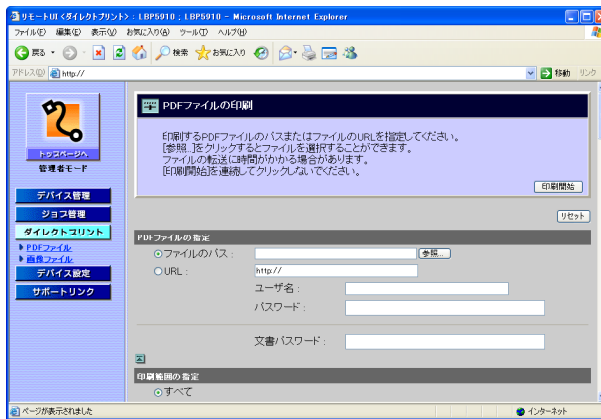 リモートUI <ダイレクトプリント> : LBP5910 ; LBP5910 - Microsoft Internet Explorer
ファイル(F) 編集(E) 表示(V) お気に入り(A) ツール(T) ヘルプ(H)
戻る 検索 お気に入り
アドレス(D) http:// 移動 リンク
トップページへ
管理者モード
デバイス管理
ジョブ管理
ダイレクトプリント
PDFファイル
画像ファイル
デバイス設定
サポートリンク
PDFファイルの印刷
印刷するPDFファイルのパスまたはファイルのURLを指定してください。
[参照...]をクリックするとファイルを選択することができます。
ファイルの転送に時間がかかる場合があります。
[印刷開始]を連続してクリックしないでください。
印刷開始
リセット
PDFファイルの指定
ファイルのパス : 参照...
URL : http://
ユーザ名 :
パスワード :
文書パスワード :
印刷範囲の指定
すべて
ページが表示されました インターネット